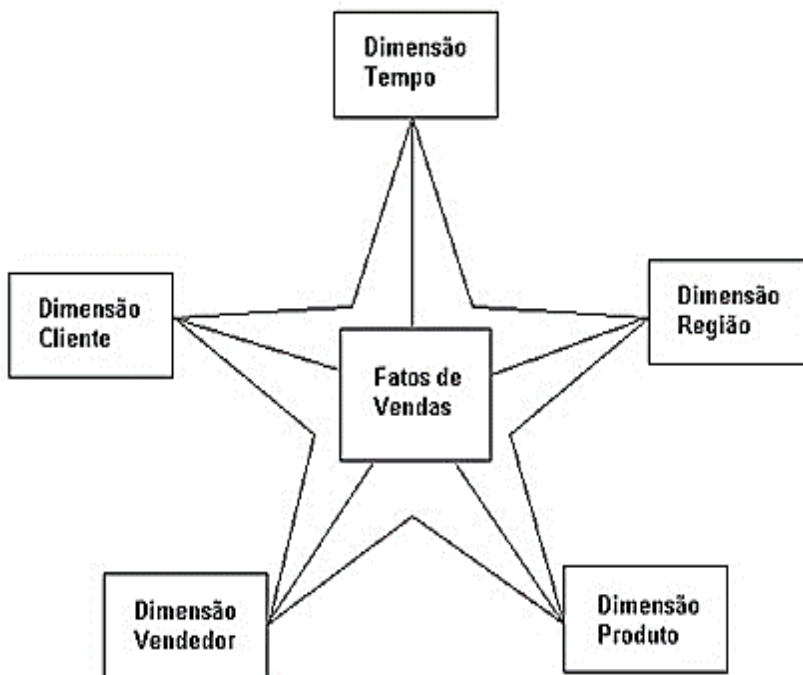 Dimensão
Tempo
Dimensão
Cliente
Dimensão
Região
Fatos de
Vendas
Dimensão
Vendedor
Dimensão
Produto